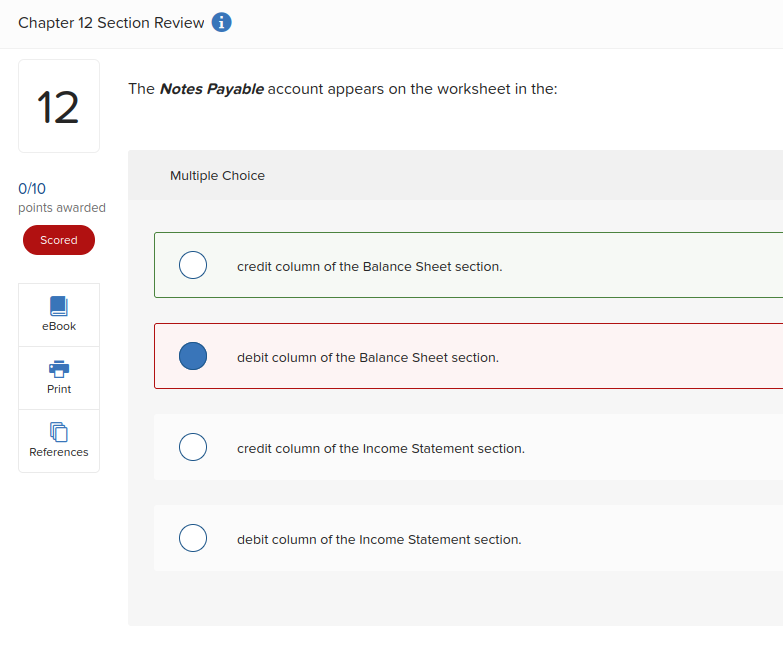 Chapter 12 Section Review
12
The Notes Payable account appears on the worksheet in the:
Multiple Choice
0/10
points awarded
Scored
credit column of the Balance Sheet section.
debit column of the Balance Sheet section.
credit column of the Income Statement section.
debit column of the Income Statement section.
eBook
Print
References